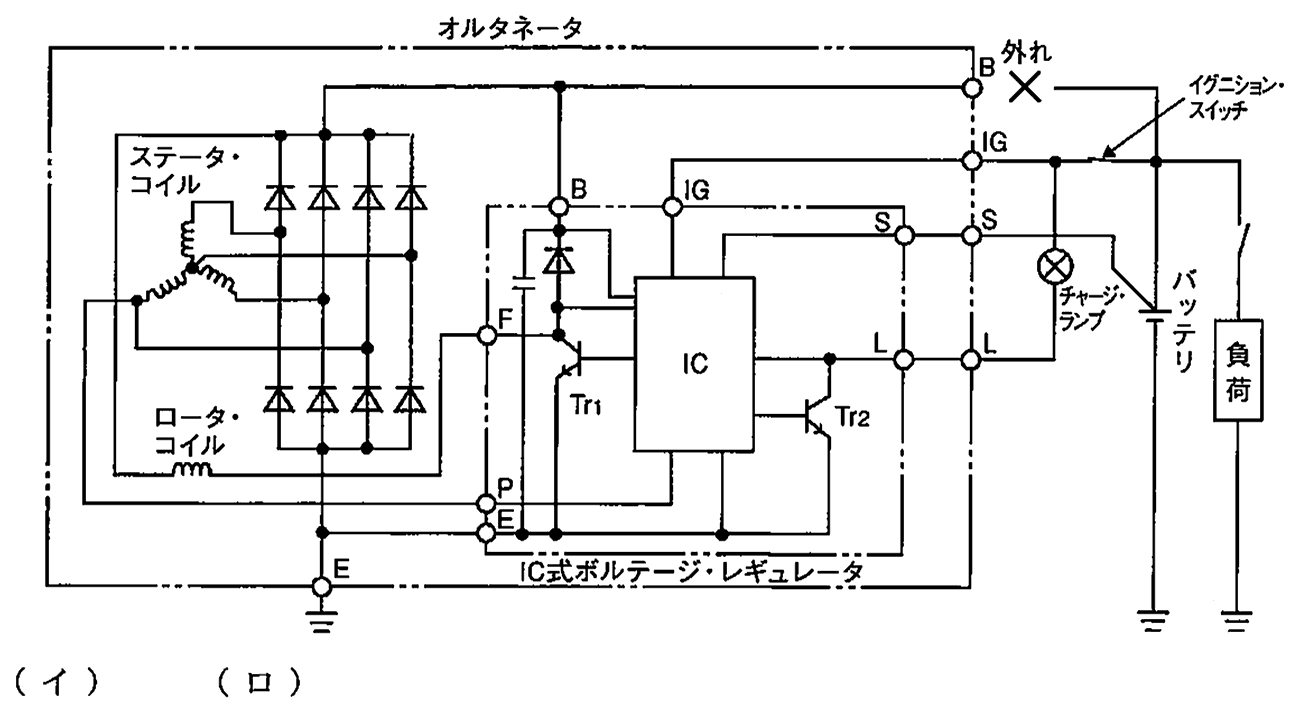 オルタネータ
B
外れ
イグニション・
スイッチ
IG
ステータ・
コイル
B
IG
S
S
チャージ・
ランプ
バッテリ
F
IC
L
L
負荷
Tr1
Tr2
ロータ・
コイル
P
E
E
IC式ボルテージ・レギュレータ
(イ) (ロ)